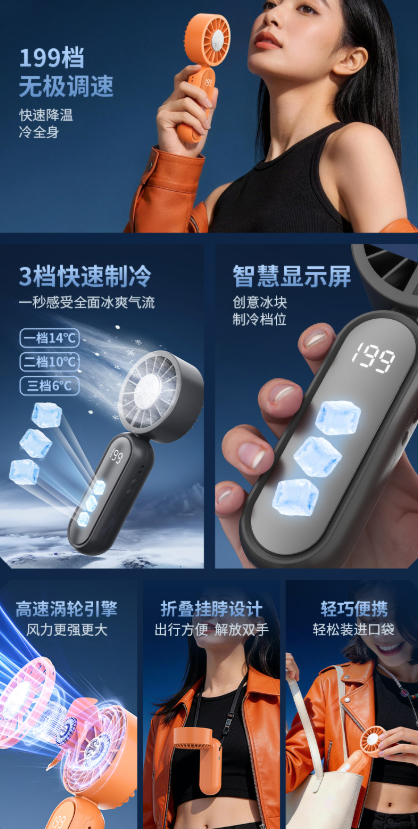 199档
无极调速
快速降温
冷全身
3档快速制冷
一秒感受全面冰爽气流
一档14℃
二档10℃
三档6℃
199
智慧显示屏
创意冰块
制冷档位
199
高速涡轮引擎
风力更强更大
折叠挂脖设计
出行方便 解放双手
轻巧便携
轻松装进口袋